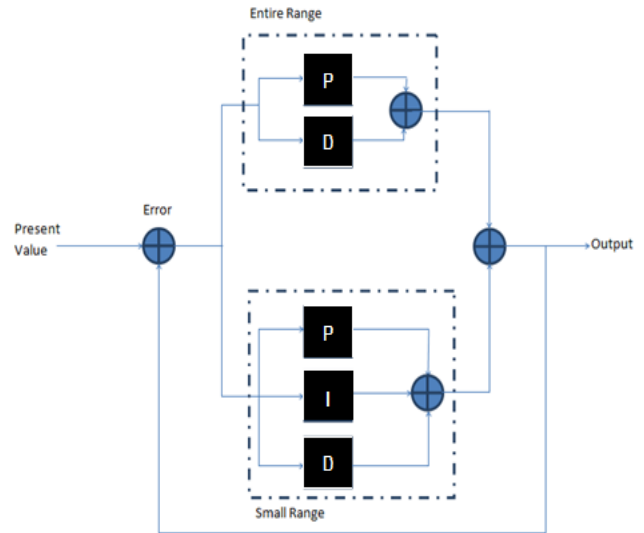 Entire Range
P
D
Error
Present
Value
Output
P
I
D
Small Range